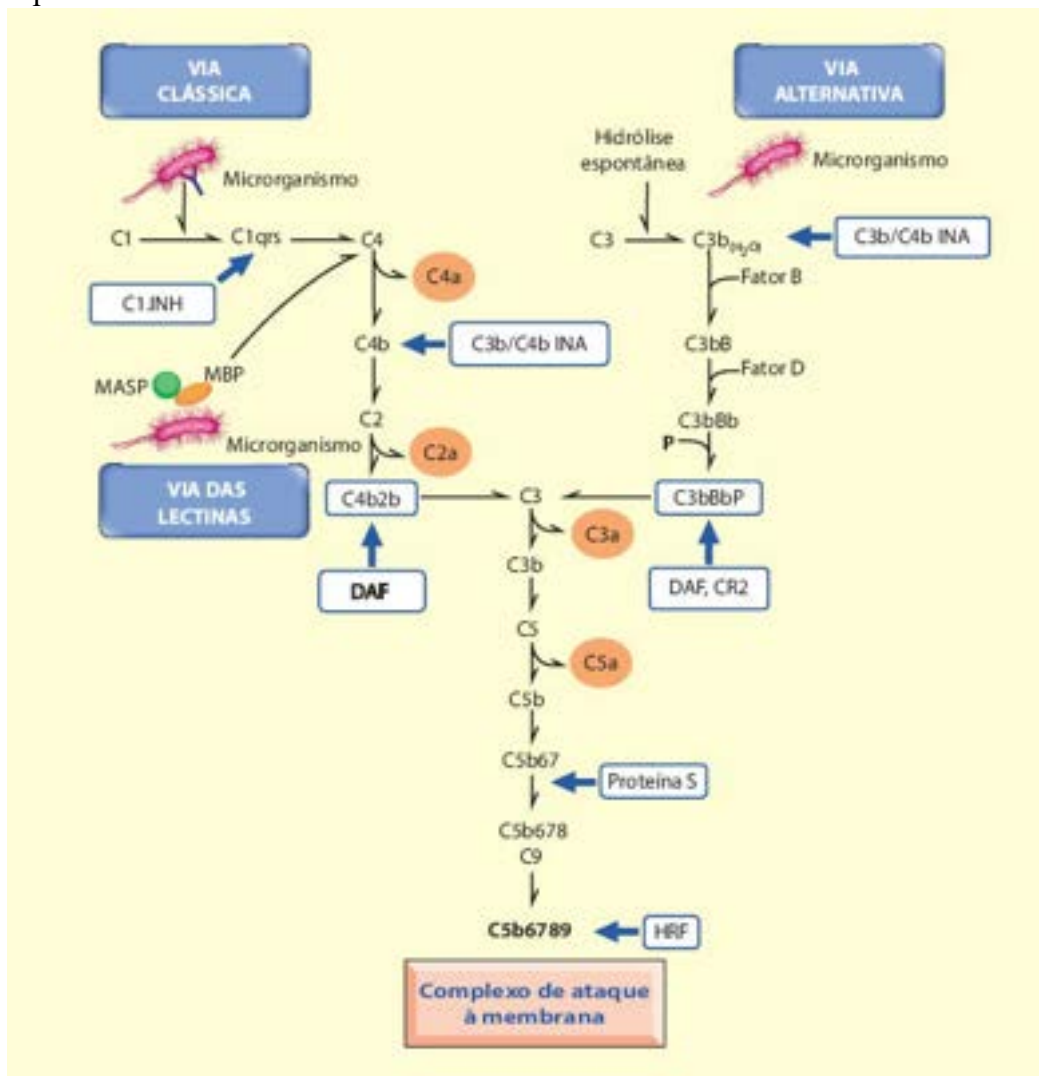 VIA
CLÁSSICA
VIA
ALTERNATIVA
Microrganismo
Hidrólise
espontânea
Microrganismo
C1
C1qrs
C4
C3
C3b(H₂O)
C3b/C4b INA
C4a
Fator B
C1.INH
C4b
C3b/C4b INA
C3bB
MASP
MBP
Fator D
C2
C3bBb
Microrganismo
C2a
P
VIA DAS
LECTINAS
C4b2b
C3
C3bBbP
C3a
C3b
DAF
DAF, CR2
C5
C5a
C5b
C5b67
Proteína S
C5b678
C9
C5b6789
HRF
Complexo de ataque
à membrana